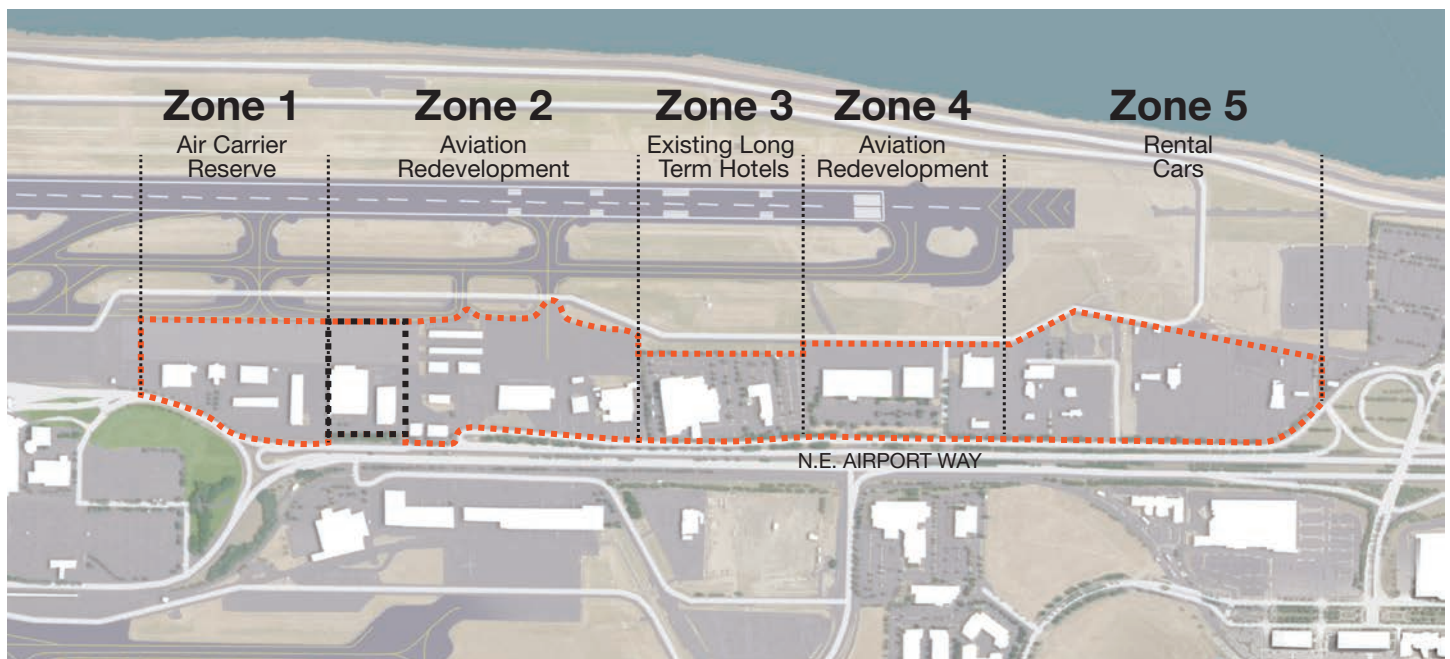 Zone 1
Air Carrier
Reserve
Zone 2
Aviation
Redevelopment
Zone 3
Existing Long
Term Hotels
Zone 4
Aviation
Redevelopment
Zone 5
Rental
Cars
N.E. AIRPORT WAY